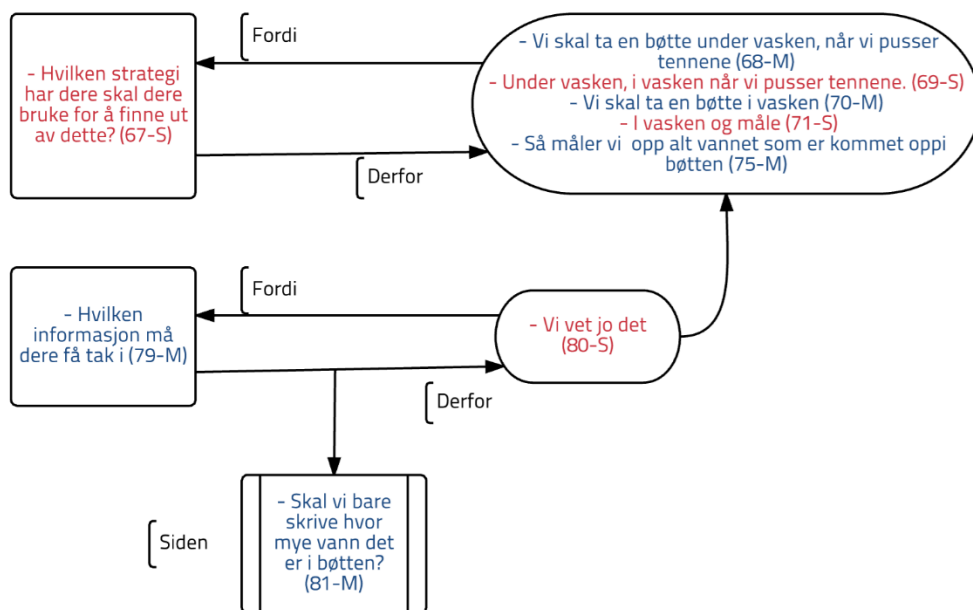 Fordi
- Hvilken strategi
har dere skal dere
bruke for å finne ut
av dette? (67-S)
- Vi skal ta en bøtte under vasken, når vi pusser
tennene (68-M)
- Under vasken, i vasken når vi pusser tennene. (69-S)
- Vi skal ta en bøtte i vasken (70-M)
- I vasken og måle (71-S)
- Så måler vi opp alt vannet som er kommet oppi
bøtten (75-M)
Derfor
Fordi
- Hvilken
informasjon må
dere få tak i (79-M)
- Vi vet jo det
(80-S)
Derfor
Siden
- Skal vi bare
skrive hvor
mye vann det
er i bøtten?
(81-M)